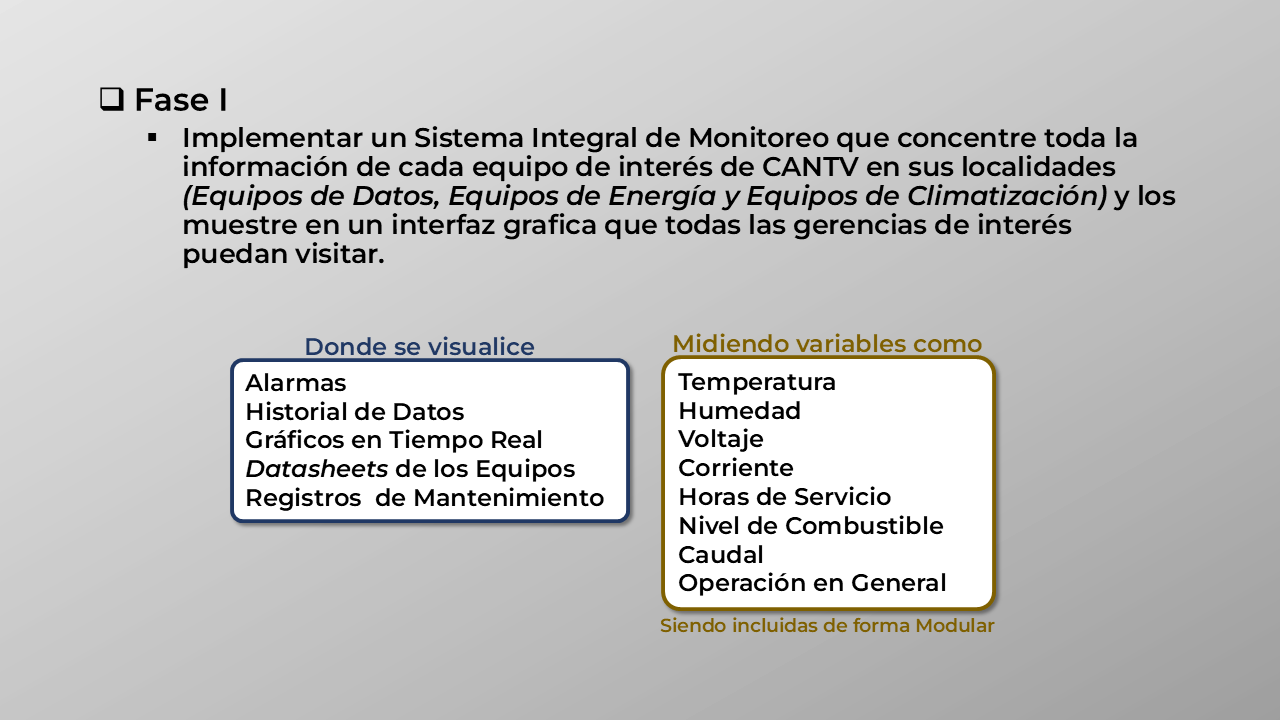 ❑ Fase I
▪ Implementar un Sistema Integral de Monitoreo que concentre toda la
información de cada equipo de interés de CANTV en sus localidades
(Equipos de Datos, Equipos de Energía y Equipos de Climatización) y los
muestre en un interfaz grafica que todas las gerencias de interés
puedan visitar.
Donde se visualice
Alarmas
Historial de Datos
Gráficos en Tiempo Real
Datasheets de los Equipos
Registros  de Mantenimiento
Midiendo variables como
Temperatura
Humedad
Voltaje
Corriente
Horas de Servicio
Nivel de Combustible
Caudal
Operación en General
Siendo incluidas de forma Modular